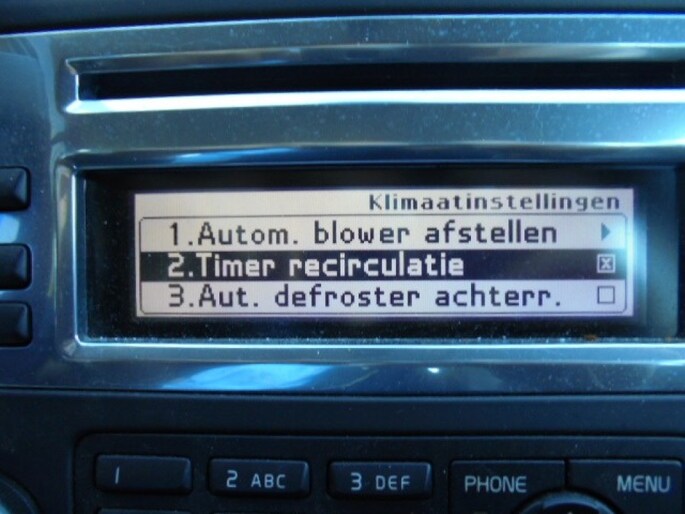 Klimaatinstellingen
1.Autom. blower afstellen
2.Timer recirculatie
3.Aut. defroster achterr.
1 2 ABC 3 DEF PHONE MENU